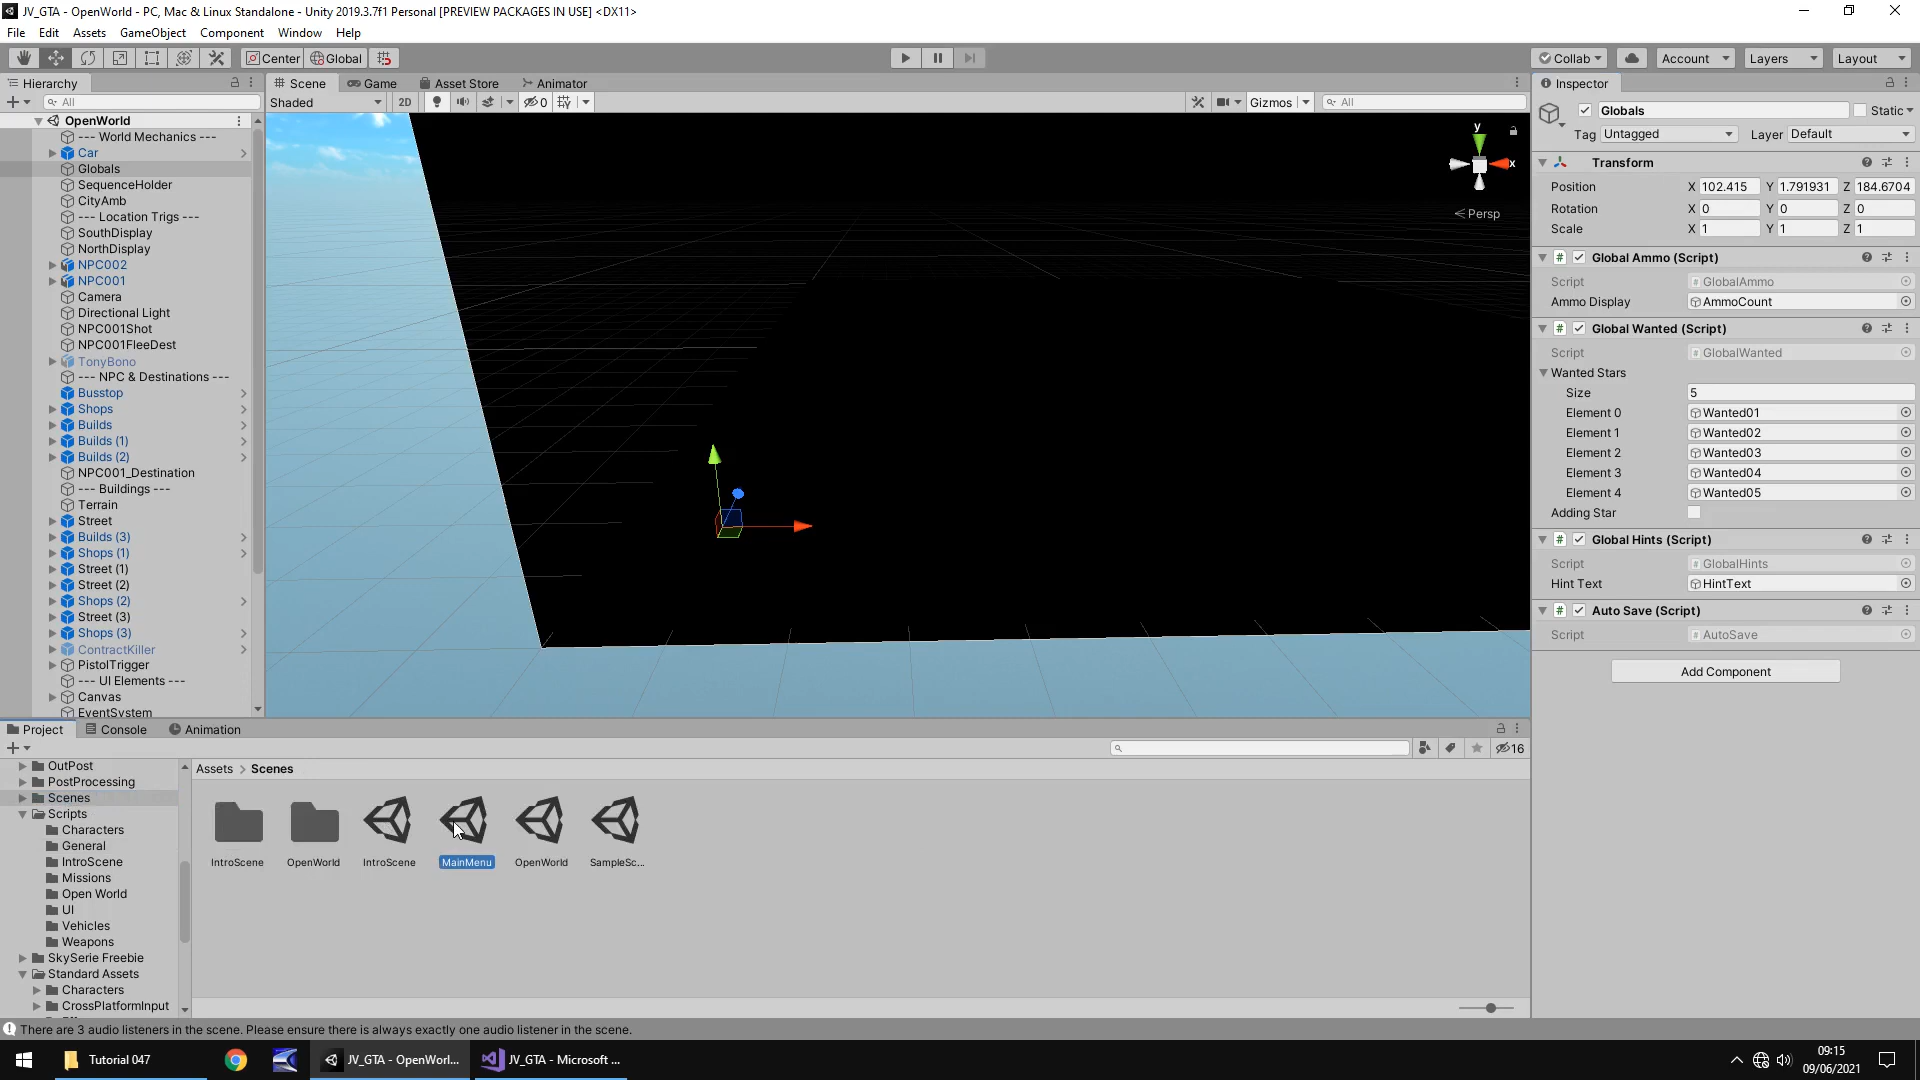 JV_GTA - OpenWorld - PC, Mac & Linux Standalone - Unity 2019.3.7f1 Personal [PREVIEW PACKAGES IN USE] <DX11>
File Edit Assets GameObject Component Window Help
Center Global Collab Account Layers Layout
Hierarchy
All
OpenWorld
--- World Mechanics ---
Car
Globals
SequenceHolder
CityAmb
--- Location Trigs ---
SouthDisplay
NorthDisplay
NPC002
NPC001
Camera
Directional Light
NPC001Shot
NPC001FleeDest
TonyBono
--- NPC & Destinations ---
Busstop
Shops
Builds
Builds (1)
Builds (2)
NPC001_Destination
--- Buildings ---
Terrain
Street
Builds (3)
Shops (1)
Street (1)
Street (2)
Shops (2)
Street (3)
Shops (3)
ContractKiller
PistolTrigger
--- UI Elements ---
Canvas
EventSystem
Scene Game Asset Store Animator
Shaded 2D 0 Gizmos All
y
x
Persp
Inspector
Globals Static
Tag Untagged Layer Default
Transform
Position X 102.415 Y 1.791931 Z 184.6704
Rotation X 0 Y 0 Z 0
Scale X 1 Y 1 Z 1
Global Ammo (Script)
Script GlobalAmmo
Ammo Display AmmoCount
Global Wanted (Script)
Script GlobalWanted
Wanted Stars
Size 5
Element 0 Wanted01
Element 1 Wanted02
Element 2 Wanted03
Element 3 Wanted04
Element 4 Wanted05
Adding Star
Global Hints (Script)
Script GlobalHints
Hint Text HintText
Auto Save (Script)
Script AutoSave
Add Component
Project Console Animation
16
OutPost
PostProcessing
Scenes
Scripts
Characters
General
IntroScene
Missions
Open World
UI
Vehicles
Weapons
SkySerie Freebie
Standard Assets
Characters
CrossPlatformInput
Assets > Scenes
IntroScene OpenWorld IntroScene MainMenu OpenWorld SampleSc...
There are 3 audio listeners in the scene. Please ensure there is always exactly one audio listener in the scene.
Tutorial 047
JV_GTA - OpenWorl...
JV_GTA - Microsoft ...
09:15
09/06/2021